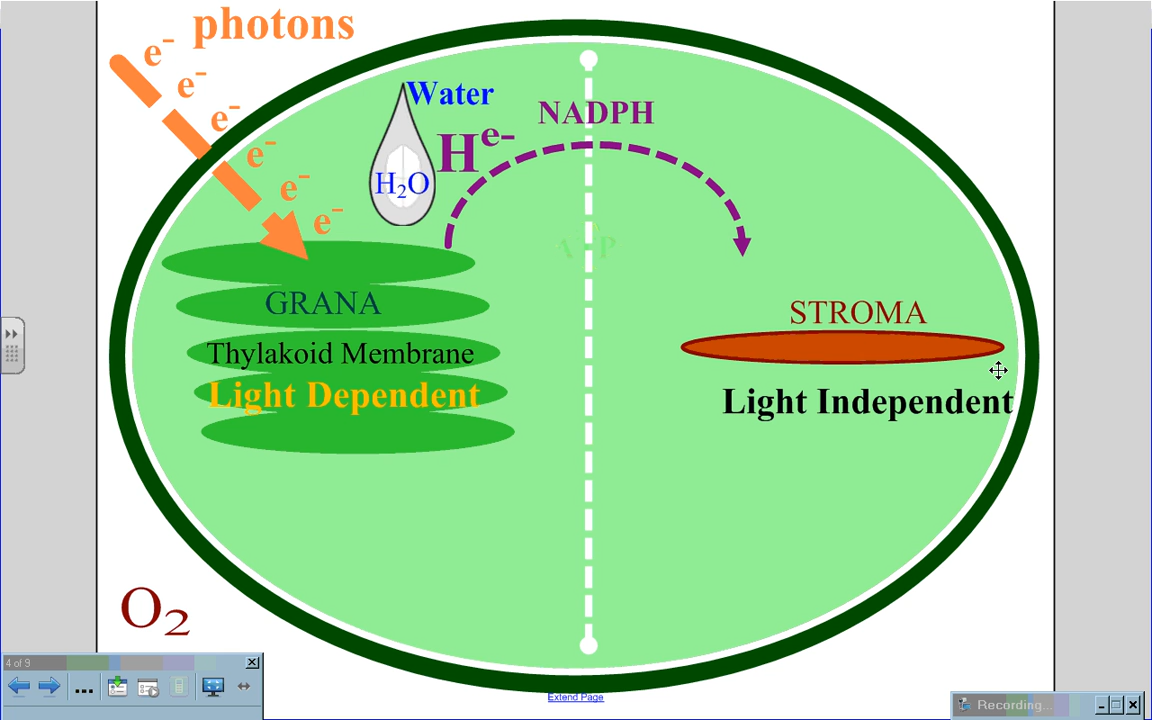 photons
e-
e-
e-
e-
e-
e-
Water
H2O
He-
NADPH
GRANA
Thylakoid Membrane
Light Dependent
STROMA
Light Independent
O2
4 of 9
Extend Page
Recording...